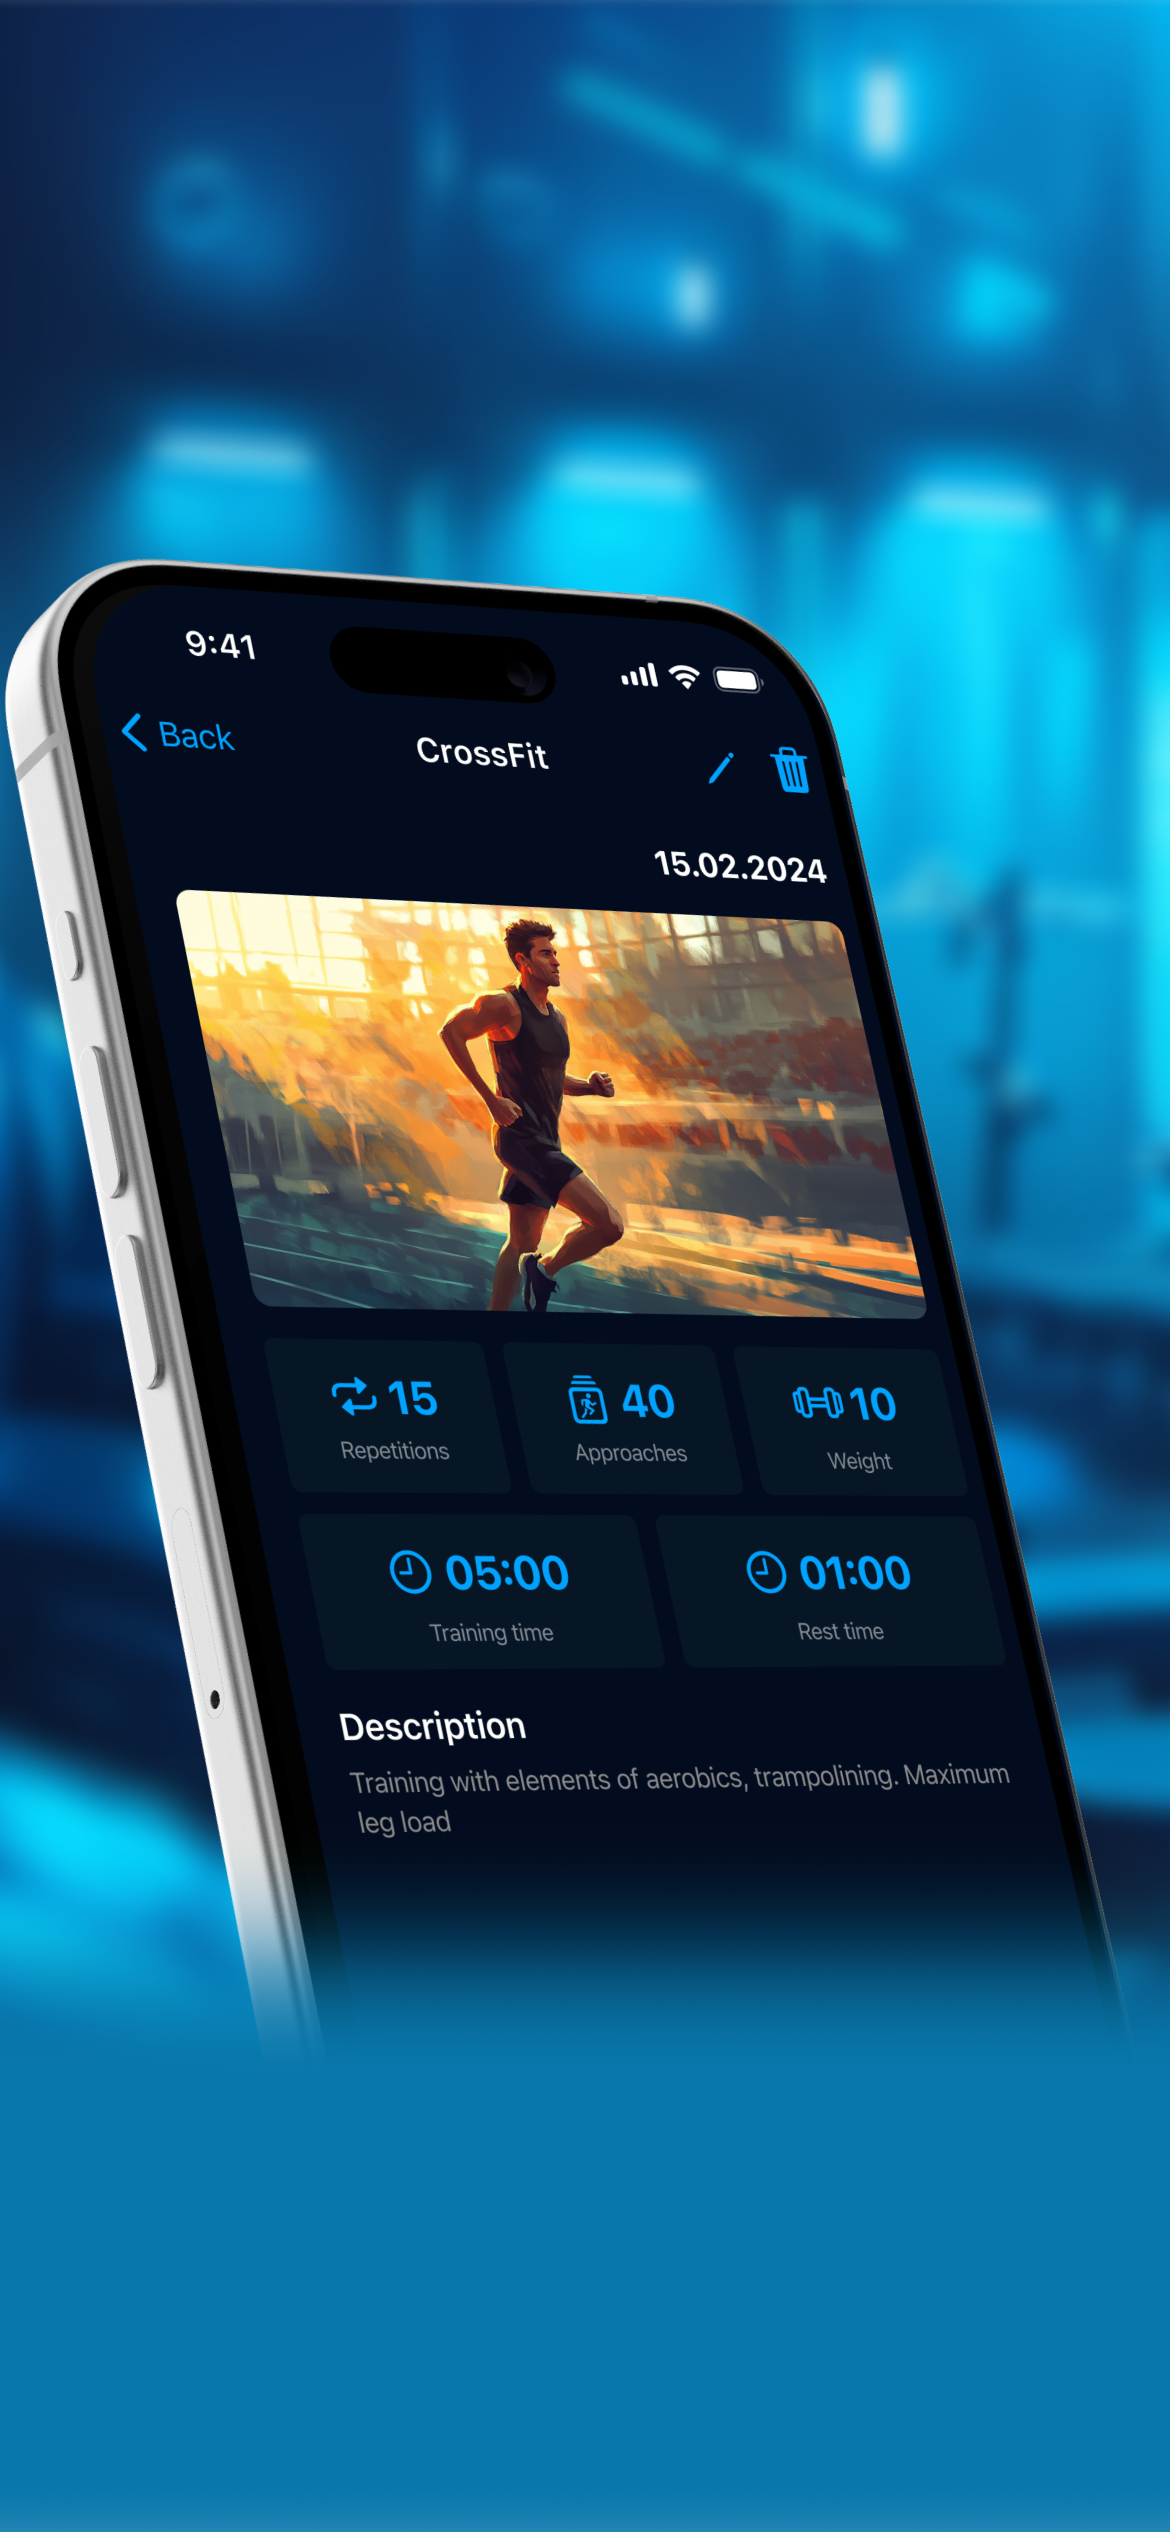 9:41
Back
CrossFit
15.02.2024
15
Repetitions
40
Approaches
10
Weight
05:00
Training time
01:00
Rest time
Description
Training with elements of aerobics, trampolining. Maximum
leg load